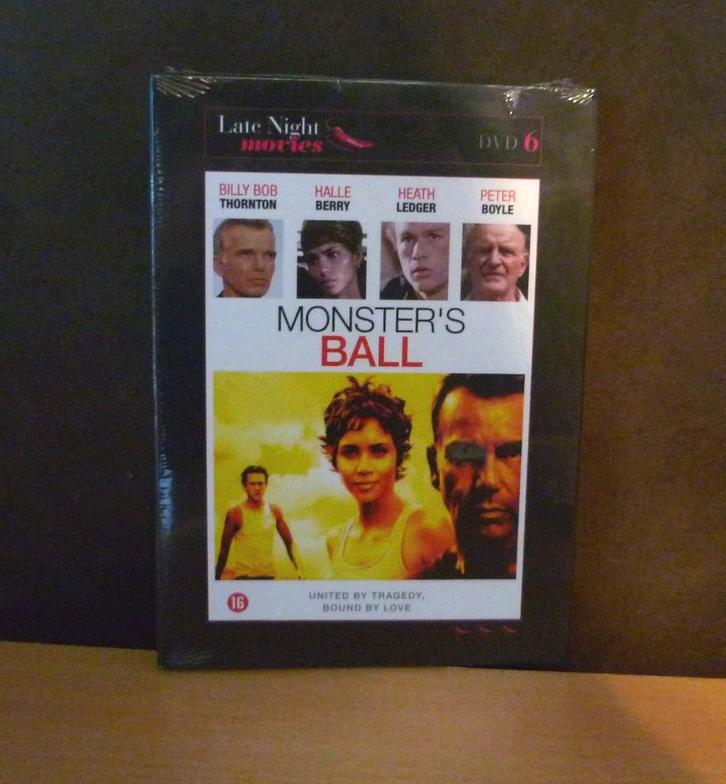 Late Night
movies
DVD 6
BILLY BOB
THORNTON
HALLE
BERRY
HEATH
LEDGER
PETER
BOYLE
MONSTER'S
BALL
16
UNITED BY TRAGEDY,
BOUND BY LOVE